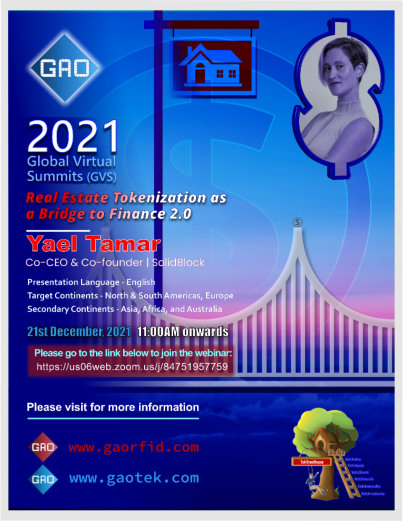 GAO
2021
Global Virtual
Summits (GVS)
Real Estate Tokenization as
a Bridge to Finance 2.0
Yael Tamar
Co-CEO & Co-founder | SolidBlock
Presentation Language - English
Target Continents - North & South Americas, Europe
Secondary Continents - Asia, Africa, and Australia
21st December, 2021 11:00AM onwards
Please go to the link below to join the webinar:
https://us06web.zoom.us/j/84751957759
Please visit for more information
GAO www.gaorfid.com
GAO www.gaotek.com
TekTreeHouse